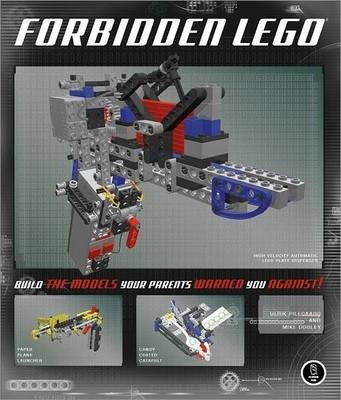 FORBIDDEN LEGO
HIGH VELOCITY AUTOMATIC
LEGO PLATE DISPENSER
BUILD THE MODELS YOUR PARENTS WARNED YOU AGAINST!
PAPER
PLANE
LAUNCHER
CANDY
COATED
CATAPULT
ULRIK PILEGAARD
AND
MIKE DOOLEY